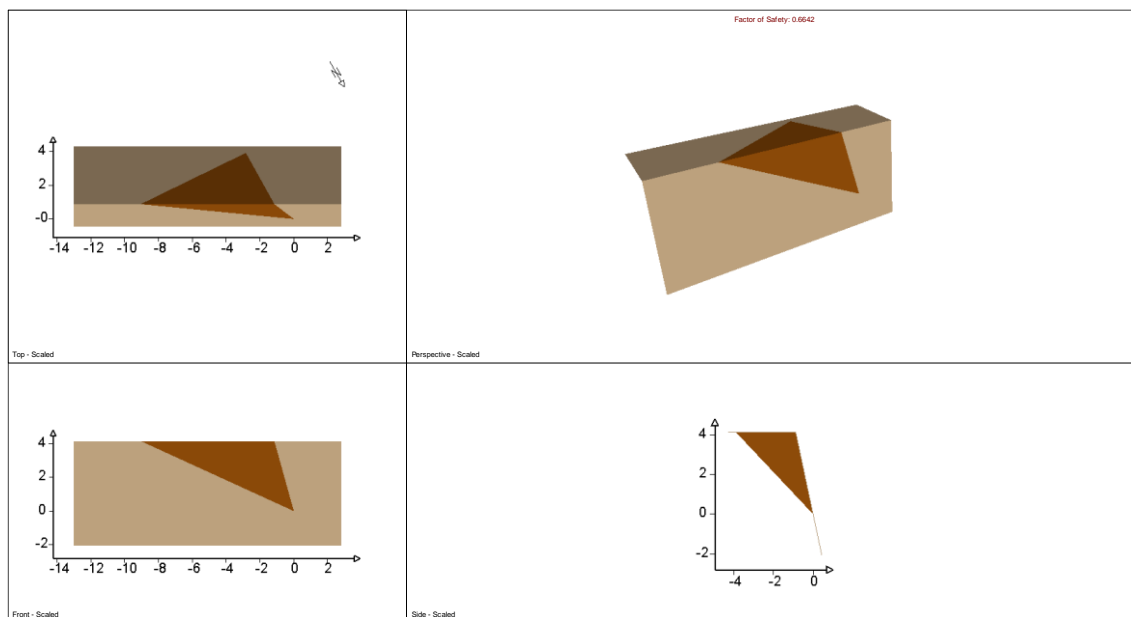 Factor of Safety: 0.6642
N
4
2
-0
-14 -12 -10 -8 -6 -4 -2 0 2
Top - Scaled
Perspective - Scaled
4
2
0
-2
-14 -12 -10 -8 -6 -4 -2 0 2
Front - Scaled
4
2
0
-2
-4 -2 0
Side - Scaled